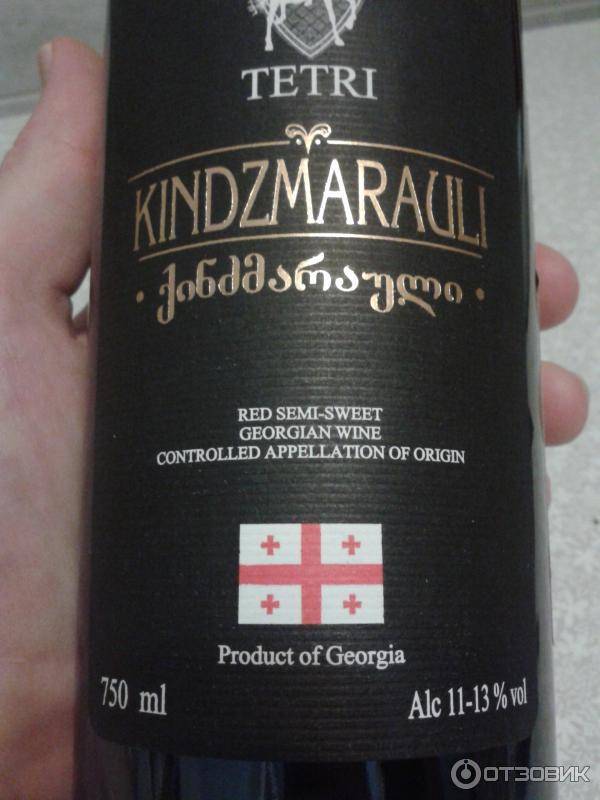 TETRI
KINDZMARAULI
· ქინძმარაული ·
RED SEMI-SWEET
GEORGIAN WINE
CONTROLLED APPELLATION OF ORIGIN
Product of Georgia
750 ml
Alc 11-13 % vol
ОТЗОВИК